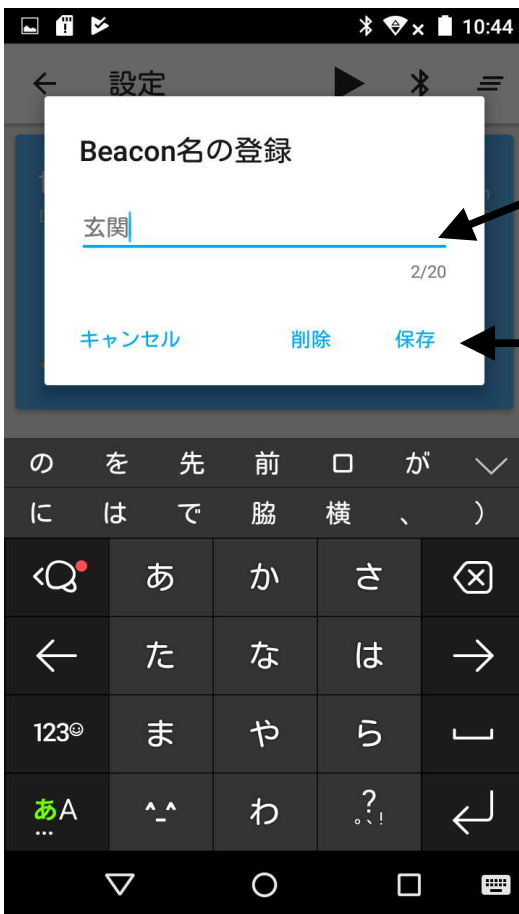 10:44
設定
Beacon名の登録
玄関
2/20
キャンセル 削除 保存
の を 先 前 口 が
に は で 脇 横 、 )
あ か さ
た な は
123☺ ま や ら
あA ^_^ わ ?。、!